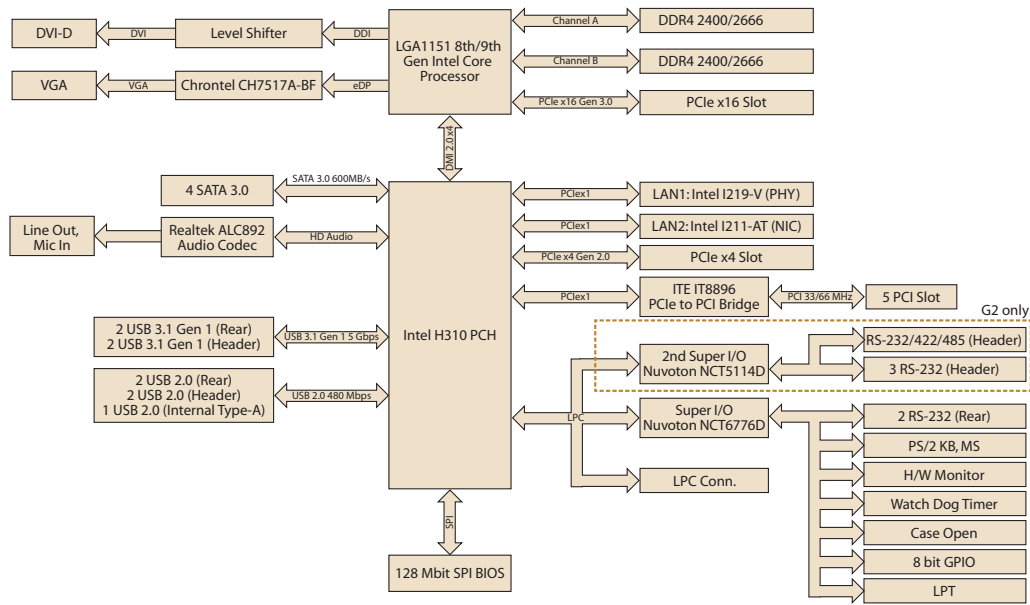 DVI-D
DVI
Level Shifter
DDI
LGA1151 8th/9th
Gen Intel Core
Processor
Channel A
DDR4 2400/2666
Channel B
DDR4 2400/2666
VGA
VGA
Chrontel CH7517A-BF
eDP
PCIe x16 Gen 3.0
PCIe x16 Slot
DMI 2.0 x4
4 SATA 3.0
SATA 3.0 600MB/s
PCIex1
LAN1: Intel I219-V (PHY)
Line Out,
Mic In
Realtek ALC892
Audio Codec
HD Audio
PCIex1
LAN2: Intel I211-AT (NIC)
PCIe x4 Gen 2.0
PCIe x4 Slot
PCIex1
ITE IT8896
PCIe to PCI Bridge
PCI 33/66 MHz
5 PCI Slot
G2 only
Intel H310 PCH
2 USB 3.1 Gen 1 (Rear)
2 USB 3.1 Gen 1 (Header)
USB 3.1 Gen 1 5 Gbps
2nd Super I/O
Nuvoton NCT5114D
RS-232/422/485 (Header)
3 RS-232 (Header)
2 USB 2.0 (Rear)
2 USB 2.0 (Header)
1 USB 2.0 (Internal Type-A)
USB 2.0 480 Mbps
LPC
Super I/O
Nuvoton NCT6776D
2 RS-232 (Rear)
PS/2 KB, MS
LPC Conn.
H/W Monitor
Watch Dog Timer
Case Open
8 bit GPIO
LPT
SPI
128 Mbit SPI BIOS